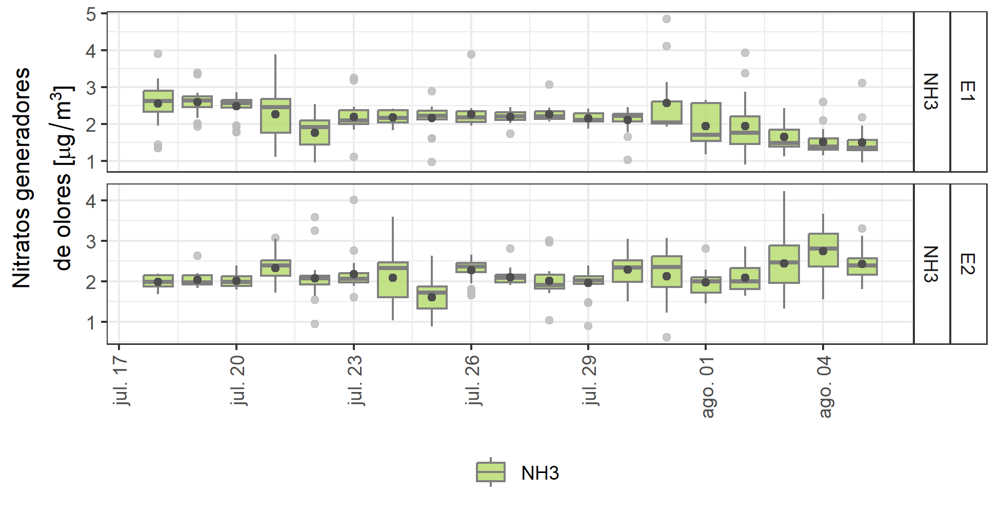 Nitratos generadores
de olores [μg/m³]
5
4
3
2
1
NH3
E1
4
3
2
1
NH3
E2
jul. 17
jul. 20
jul. 23
jul. 26
jul. 29
ago. 01
ago. 04
NH3